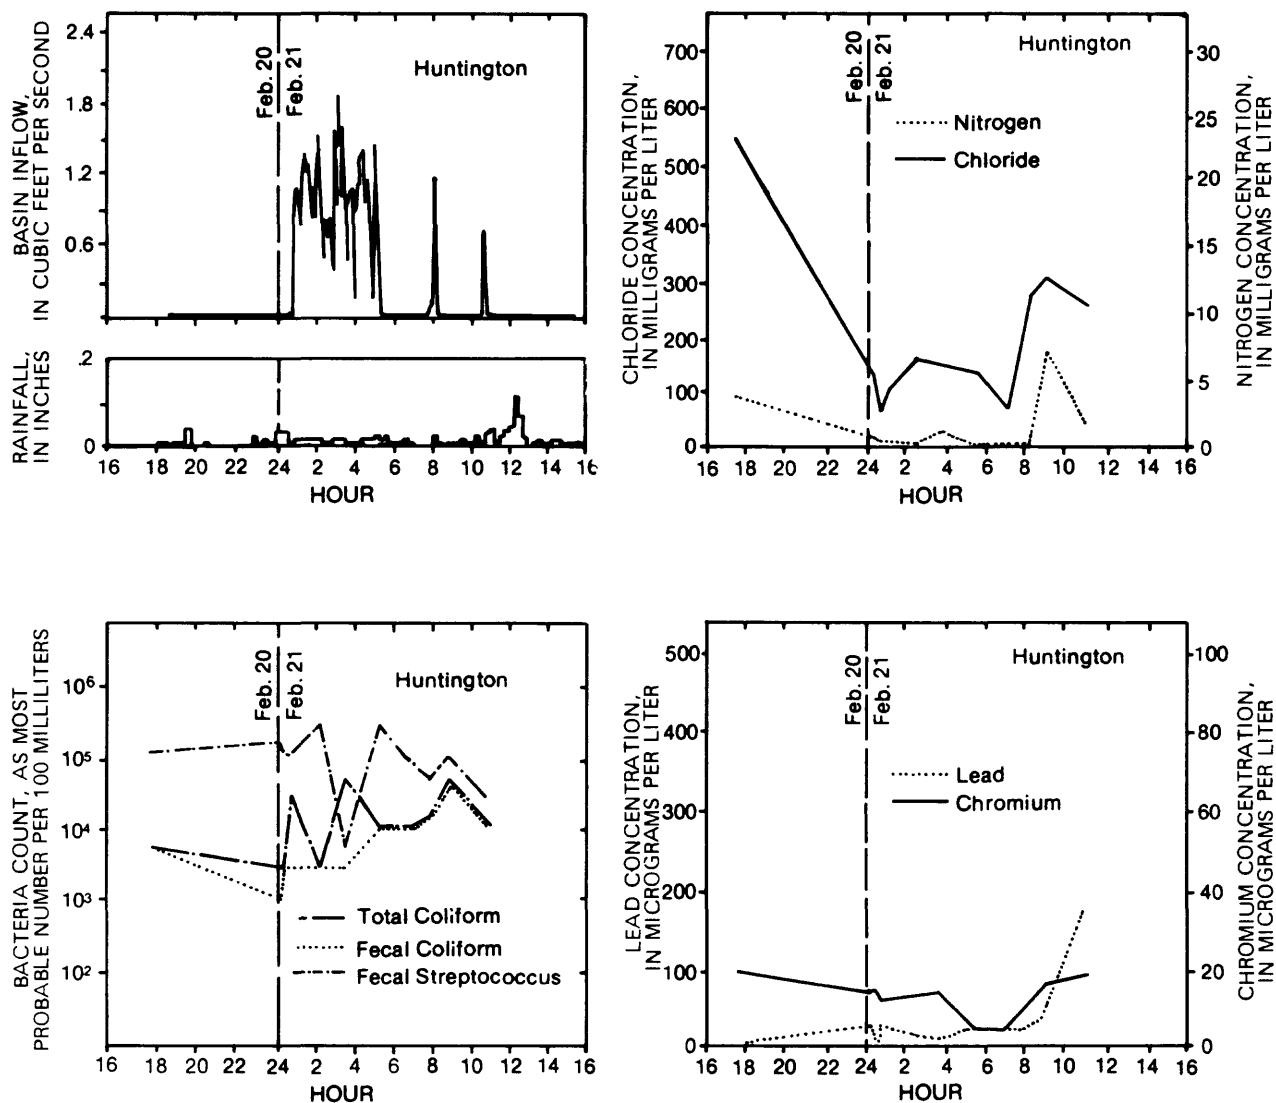 BASIN INFLOW,
IN CUBIC FEET PER SECOND
2.4
1.8
1.2
0.6
Feb. 20
Feb. 21
Huntington
RAINFALL,
IN INCHES
.2
.1
0
16 18 20 22 24 2 4 6 8 10 12 14 16
HOUR
CHLORIDE CONCENTRATION,
IN MILLIGRAMS PER LITER
700
600
500
400
300
200
100
0
Feb. 20
Feb. 21
Huntington
Nitrogen
Chloride
30
25
20
15
10
5
0
NITROGEN CONCENTRATION,
IN MILLIGRAMS PER LITER
16 18 20 22 24 2 4 6 8 10 12 14 16
HOUR
BACTERIA COUNT, AS MOST
PROBABLE NUMBER PER 100 MILLILITERS
10⁶
10⁵
10⁴
10³
10²
Feb. 20
Feb. 21
Huntington
Total Coliform
Fecal Coliform
Fecal Streptococcus
16 18 20 22 24 2 4 6 8 10 12 14 16
HOUR
LEAD CONCENTRATION,
IN MICROGRAMS PER LITER
500
400
300
200
100
0
Feb. 20
Feb. 21
Huntington
Lead
Chromium
100
80
60
40
20
0
CHROMIUM CONCENTRATION,
IN MICROGRAMS PER LITER
16 18 20 22 24 2 4 6 8 10 12 14 16
HOUR